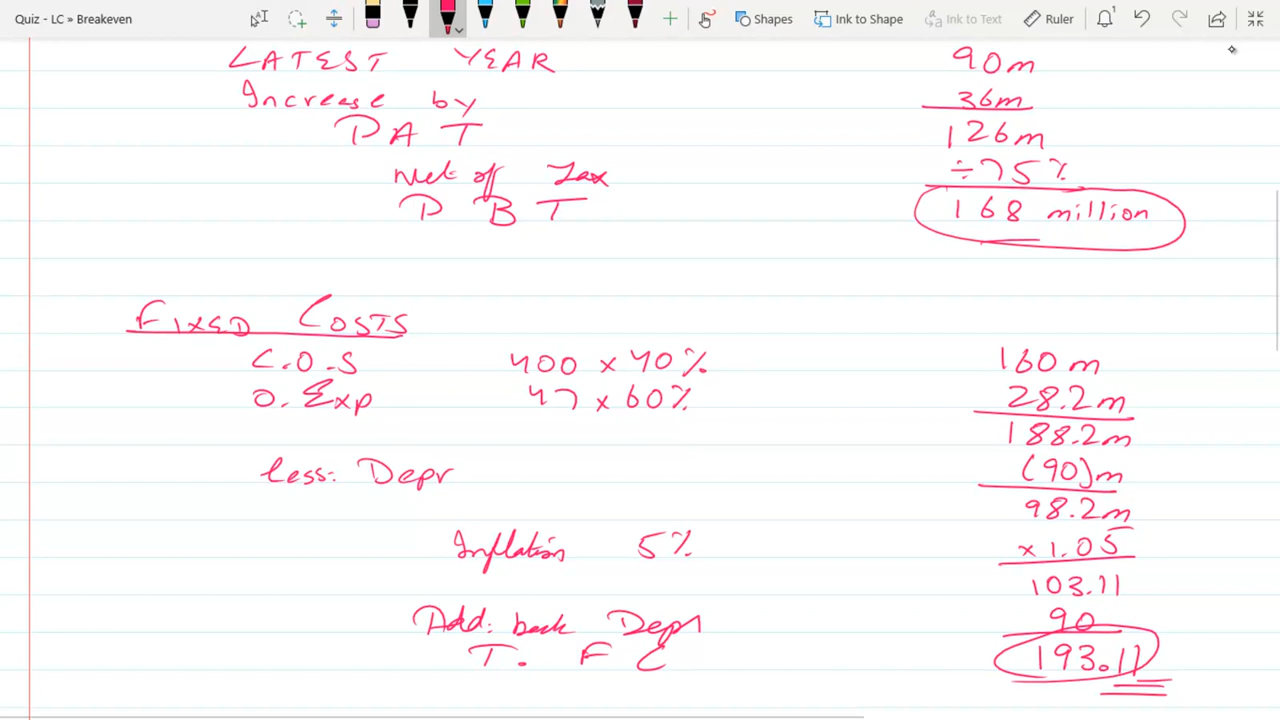 Quiz - LC » Breakeven
Shapes Ink to Shape Ink to Text Ruler
LATEST YEAR 90m
Increase by 36m
PAT 126m
Net of Tax ÷75%
PBT 168 million
FIXED COSTS
C.O.S 400 x 40% 160m
O. Exp 47 x 60% 28.2m
188.2m
less: Depr (90)m
98.2m
Inflation 5% x 1.05
103.11
Add: back Depr 90
T. F C 193.11